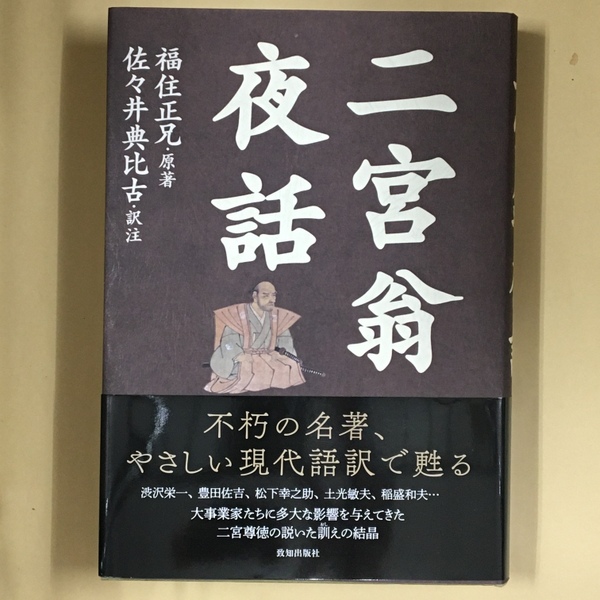 二宮翁
夜話
福住正兄・原著
佐々井典比古・訳注
不朽の名著、
やさしい現代語訳で甦る
渋沢栄一、豊田佐吉、松下幸之助、土光敏夫、稲盛和夫…
大事業家たちに多大な影響を与えてきた
二宮尊徳の説いた訓えの結晶
致知出版社